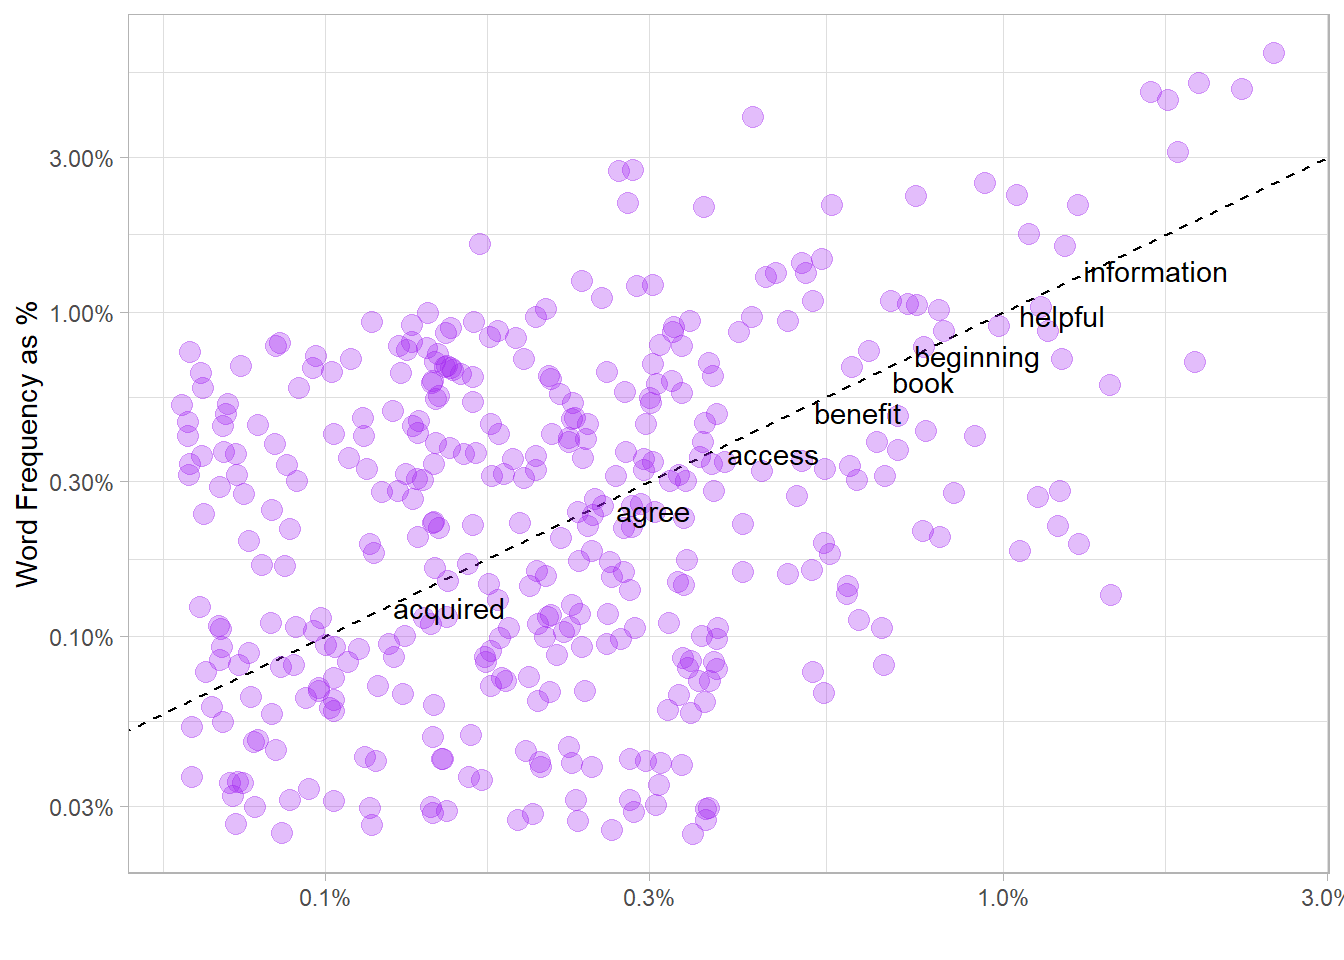 Word Frequency as %
3.00%
1.00%
0.30%
0.10%
0.03%
information
helpful
beginning
book
benefit
access
agree
acquired
0.1%
0.3%
1.0%
3.0%